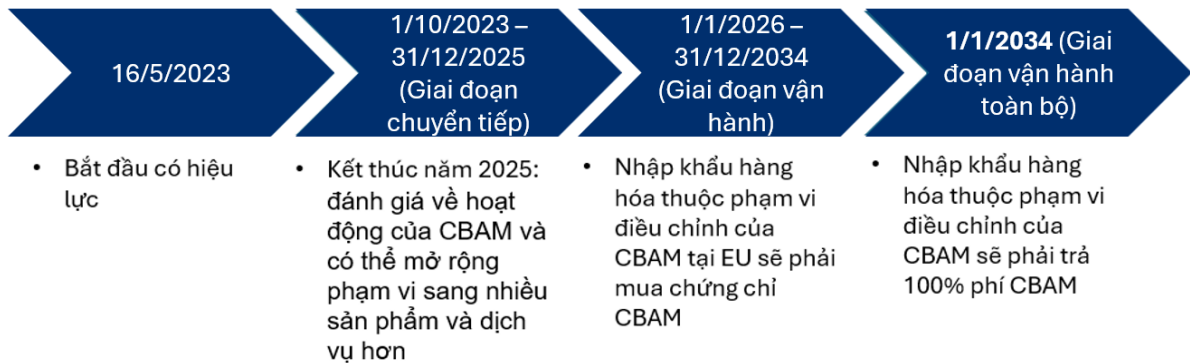 16/5/2023
1/10/2023 –
31/12/2025
(Giai đoạn
chuyển tiếp)
1/1/2026 –
31/12/2034
(Giai đoạn vận
hành)
1/1/2034 (Giai
đoạn vận hành
toàn bộ)
• Bắt đầu có hiệu
lực
• Kết thúc năm 2025:
đánh giá về hoạt
động của CBAM và
có thể mở rộng
phạm vi sang nhiều
sản phẩm và dịch
vụ hơn
• Nhập khẩu hàng
hóa thuộc phạm vi
điều chỉnh của
CBAM tại EU sẽ phải
mua chứng chỉ
CBAM
• Nhập khẩu hàng
hóa thuộc phạm vi
điều chỉnh của
CBAM sẽ phải trả
100% phí CBAM